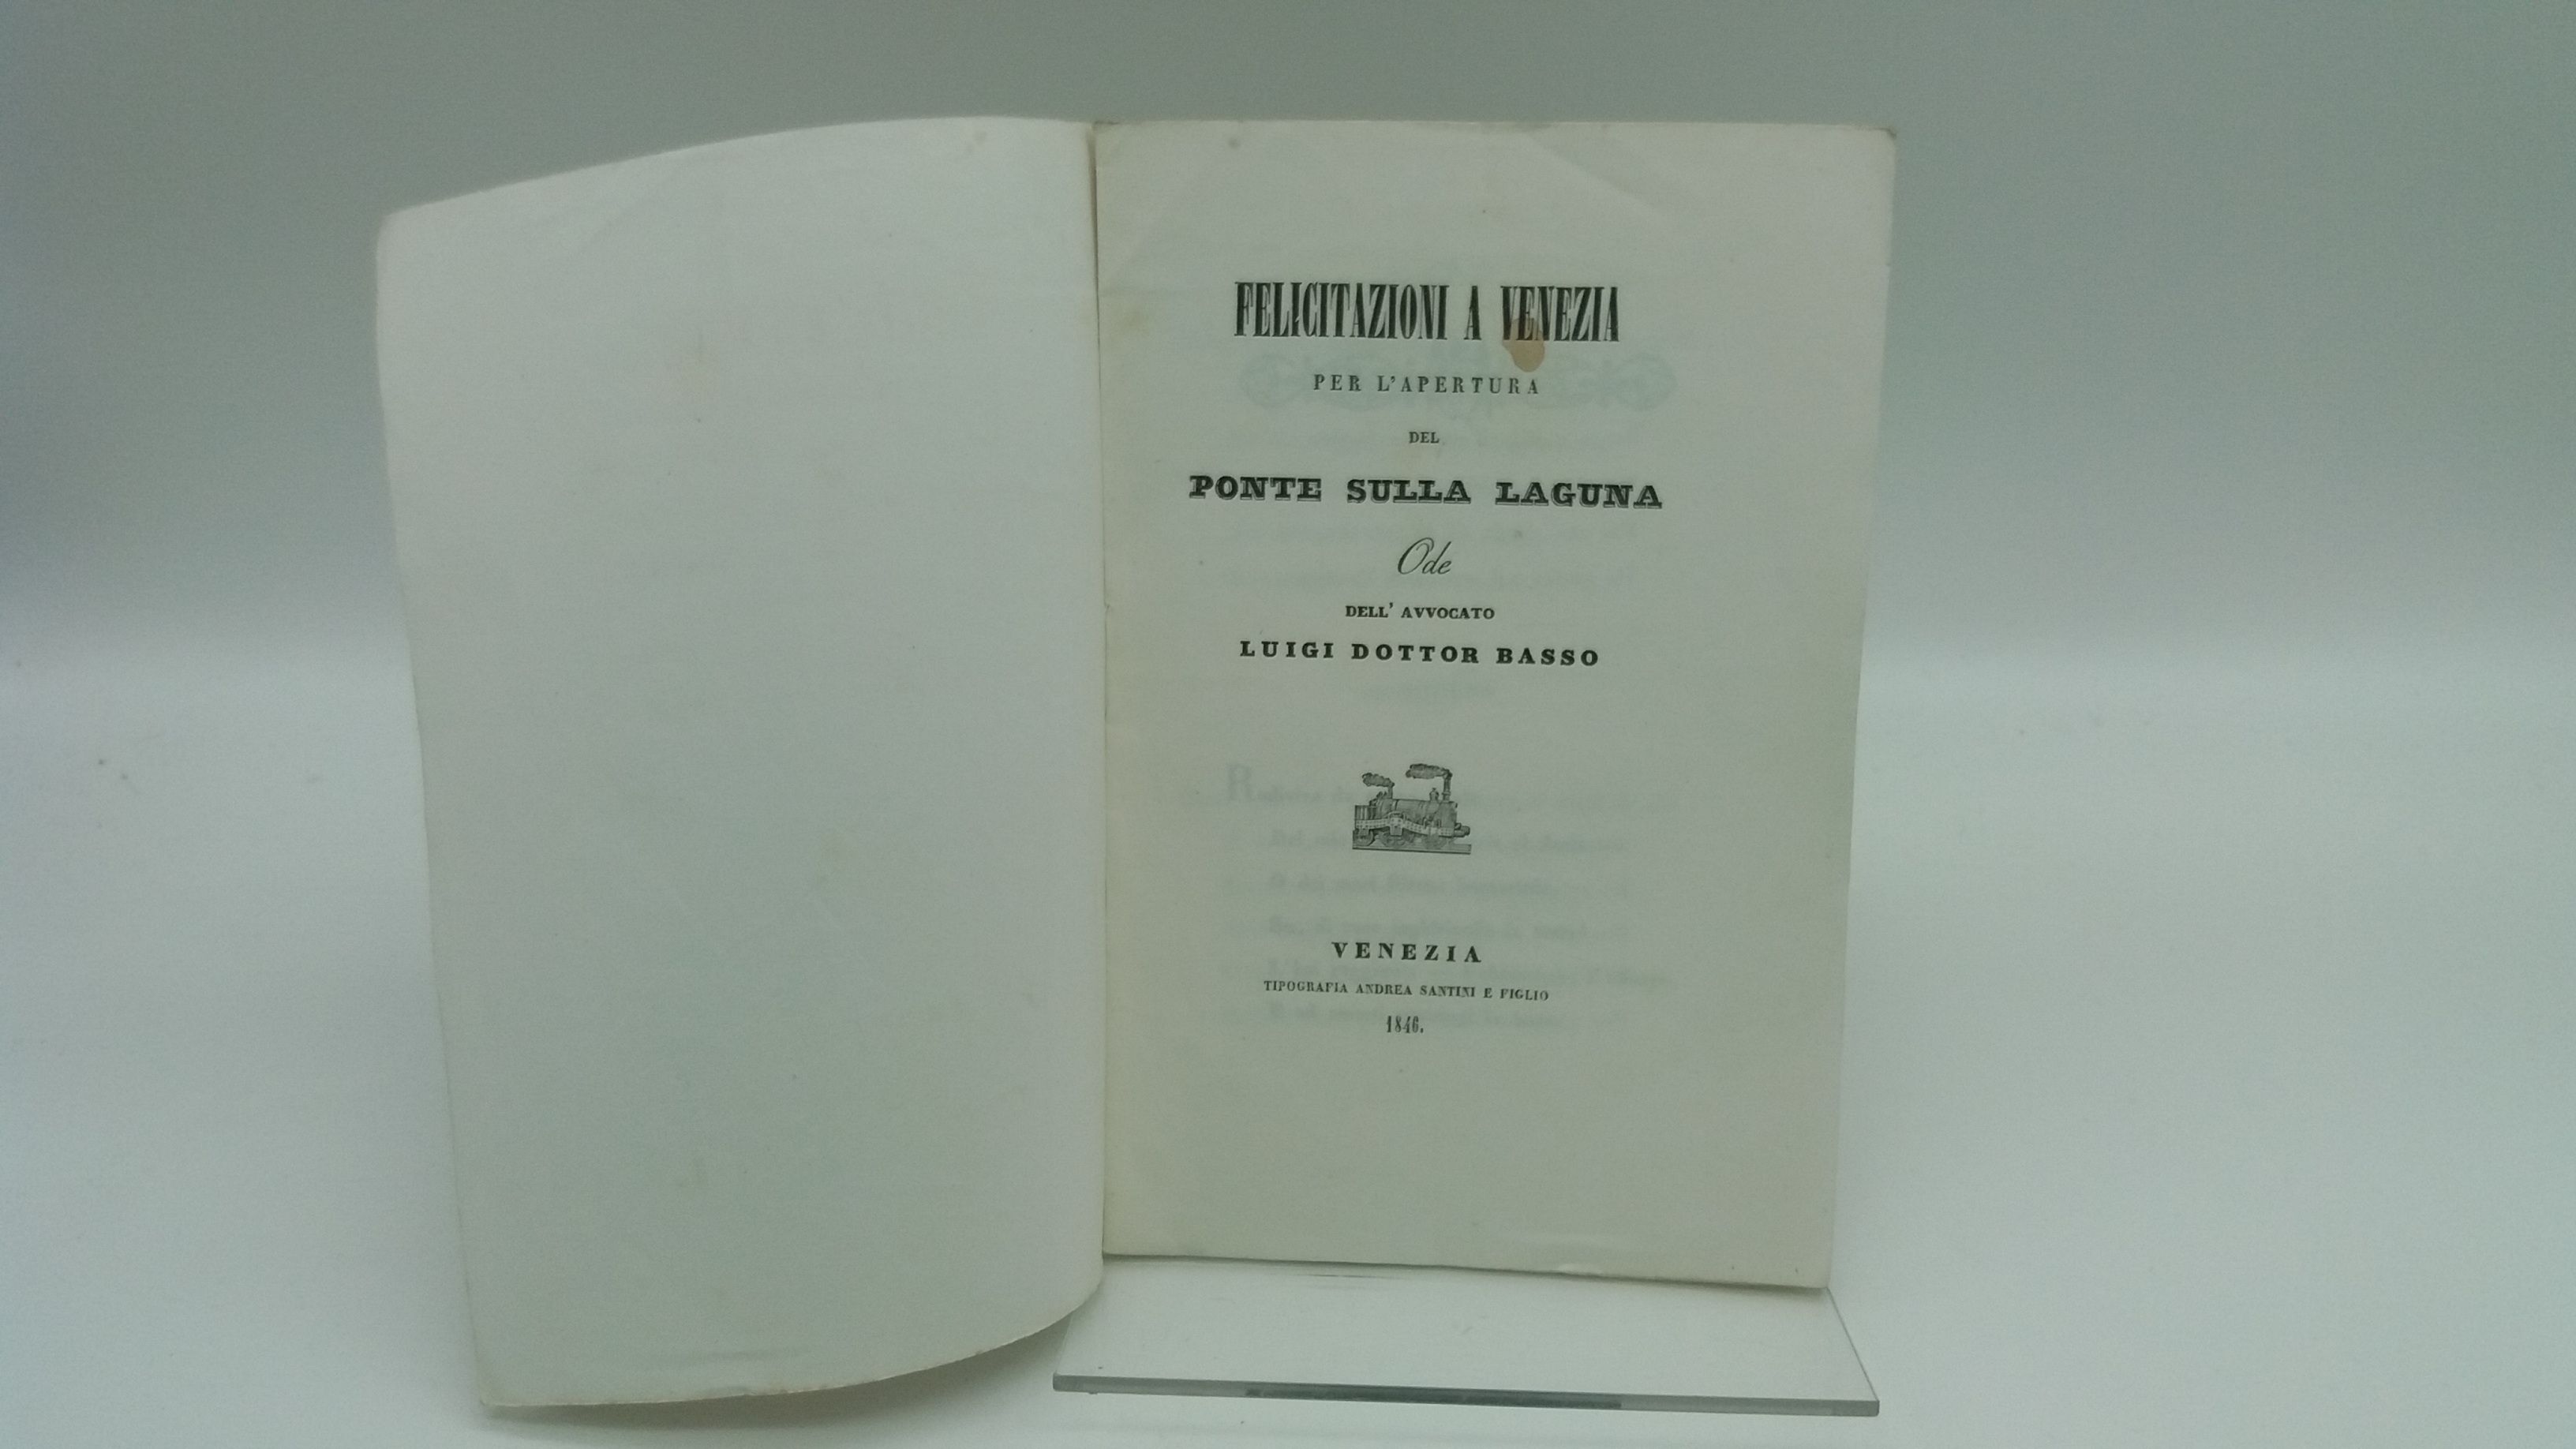 FELICITAZIONI A VENEZIA
PER L'APERTURA
DEL
PONTE SULLA LAGUNA
Ode
DELL' AVVOCATO
LUIGI DOTTOR BASSO
VENEZIA
TIPOGRAFIA ANDREA SANTINI E FIGLIO
1846.